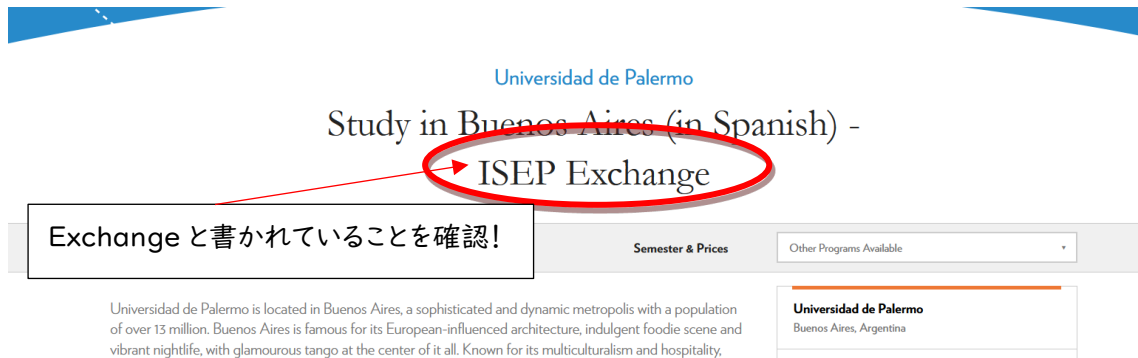 Universidad de Palermo
Study in Buenos Aires (in Spanish) -
ISEP Exchange
Exchangeと書かれていることを確認!
Semester & Prices
Other Programs Available
Universidad de Palermo is located in Buenos Aires, a sophisticated and dynamic metropolis with a population
of over 13 million. Buenos Aires is famous for its European-influenced architecture, indulgent foodie scene and
vibrant nightlife, with glamourous tango at the center of it all. Known for its multiculturalism and hospitality,
Universidad de Palermo
Buenos Aires, Argentina